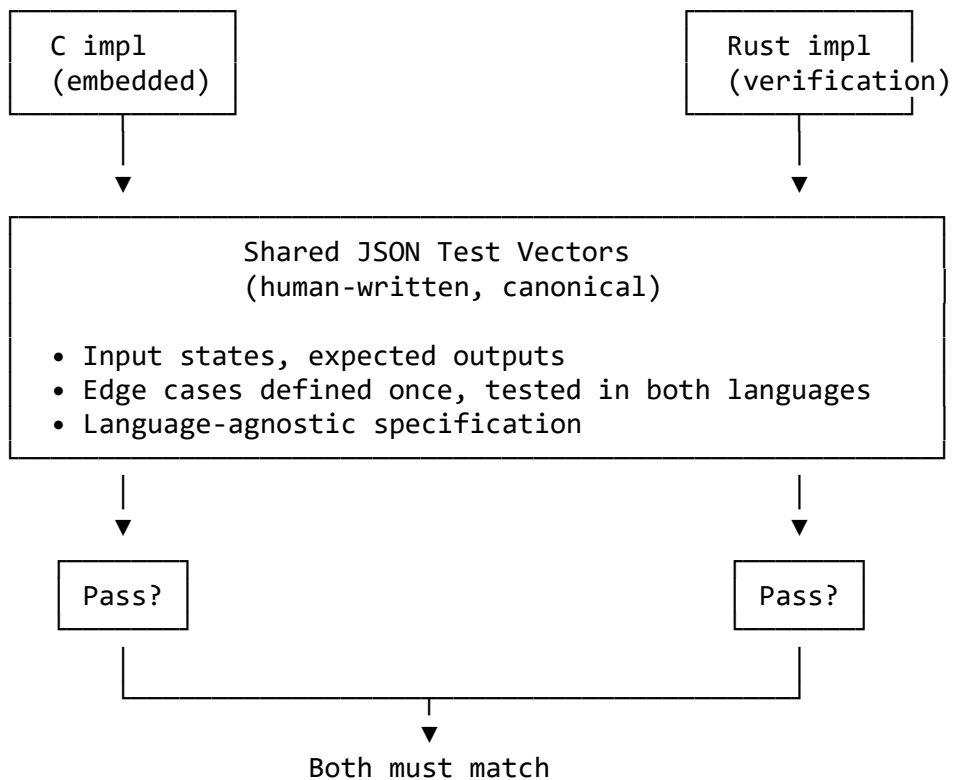 C impl
(embedded)
Rust impl
(verification)
Shared JSON Test Vectors
(human-written, canonical)
• Input states, expected outputs
• Edge cases defined once, tested in both languages
• Language-agnostic specification
Pass?
Pass?
Both must match